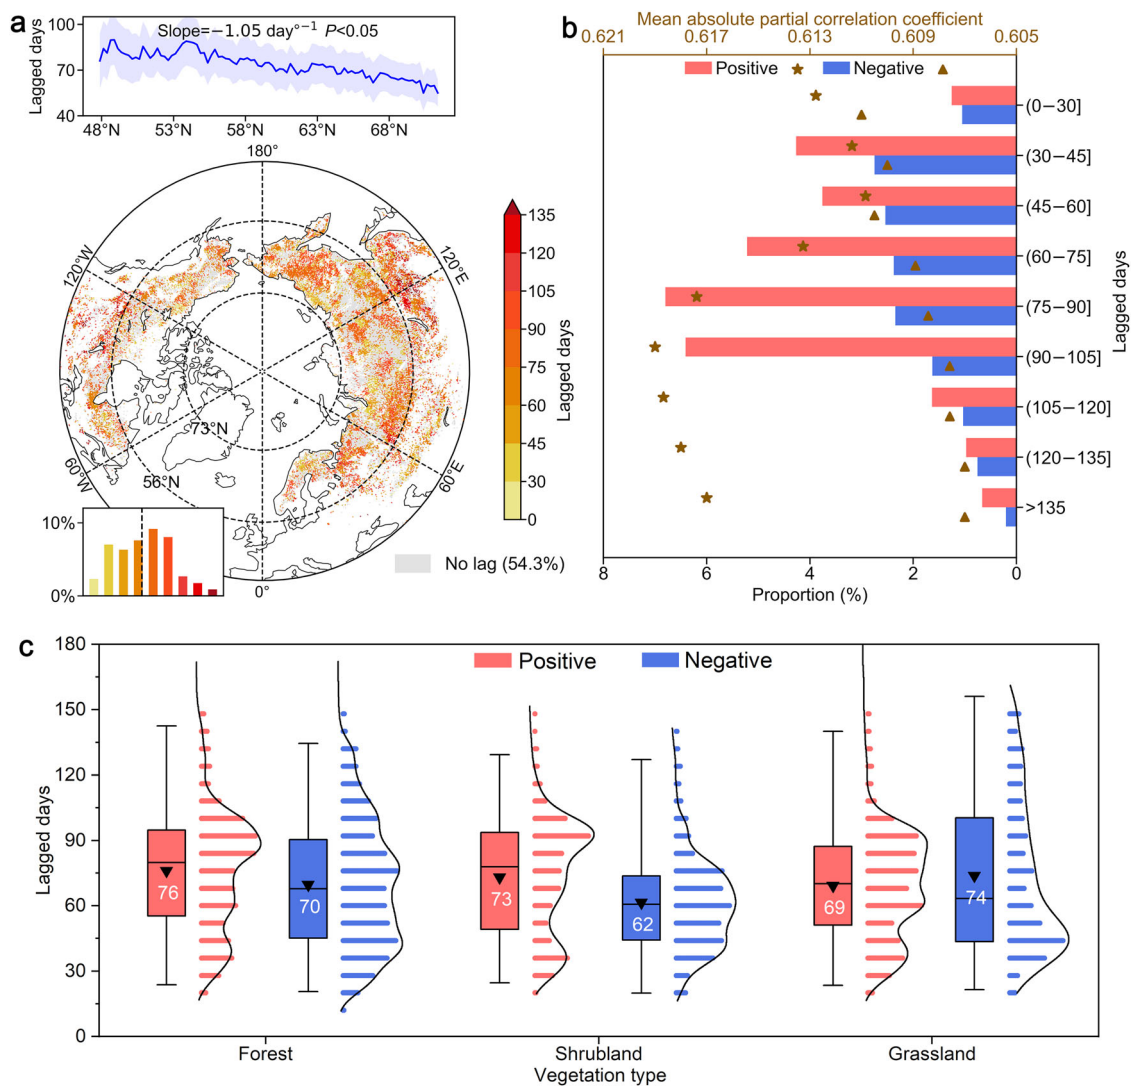 a
Slope=−1.05 day°⁻¹ P<0.05
Lagged days
100
70
40
48°N 53°N 58°N 63°N 68°N
180°
120°W
120°E
60°W
60°E
0°
73°N
56°N
135
120
105
90
75
60
45
30
0
Lagged days
10%
0%
No lag (54.3%)
b
Mean absolute partial correlation coefficient
0.621 0.617 0.613 0.609 0.605
Positive Negative
(0−30]
(30−45]
(45−60]
(60−75]
(75−90]
(90−105]
(105−120]
(120−135]
>135
Lagged days
8 6 4 2 0
Proportion (%)
c
Positive Negative
Lagged days
180
150
120
90
60
30
0
76
70
73
62
69
74
Forest Shrubland Grassland
Vegetation type